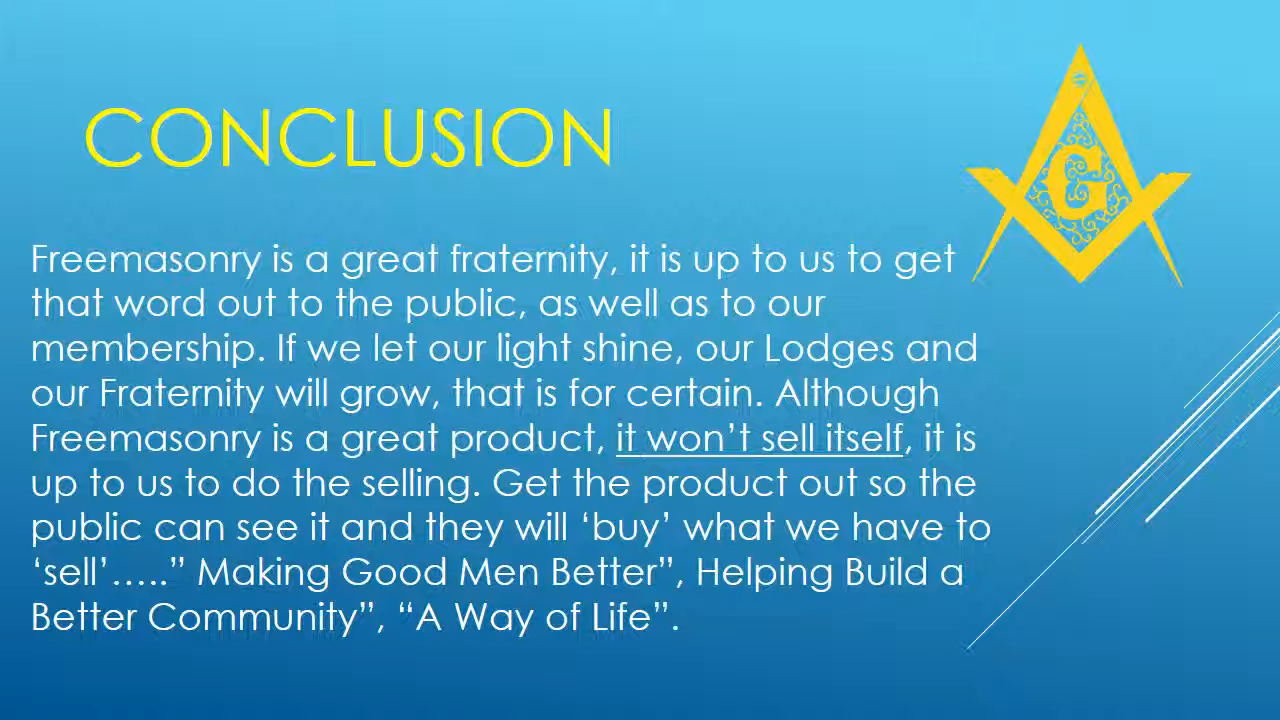 CONCLUSION
G
Freemasonry is a great fraternity, it is up to us to get
that word out to the public, as well as to our
membership. If we let our light shine, our Lodges and
our Fraternity will grow, that is for certain. Although
Freemasonry is a great product, it won’t sell itself, it is
up to us to do the selling. Get the product out so the
public can see it and they will ‘buy’ what we have to
‘sell’…..” Making Good Men Better”, Helping Build a
Better Community”, “A Way of Life”.